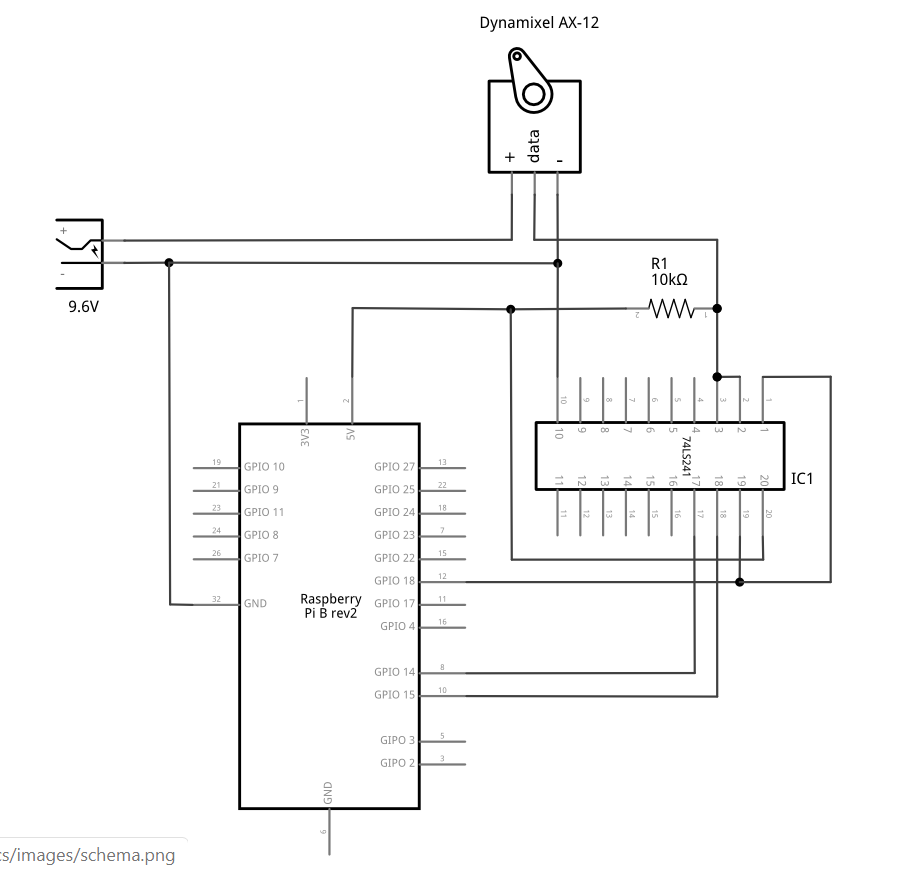 Dynamixel AX-12
+
data
-
+
-
9.6V
R1
10kΩ
2
1
1
2
3V3
5V
10
9
8
7
6
5
4
3
2
1
10
9
8
7
6
5
4
3
2
1
74LS241
IC1
11
12
13
14
15
16
17
18
19
20
11
12
13
14
15
16
17
18
19
20
19 GPIO 10
21 GPIO 9
23 GPIO 11
24 GPIO 8
26 GPIO 7
32 GND
GPIO 27 13
GPIO 25 22
GPIO 24 18
GPIO 23 7
GPIO 22 15
GPIO 18 12
GPIO 17 11
GPIO 4 16
GPIO 14 8
GPIO 15 10
GIPO 3 5
GIPO 2 3
Raspberry
Pi B rev2
GND
6
cs/images/schema.png